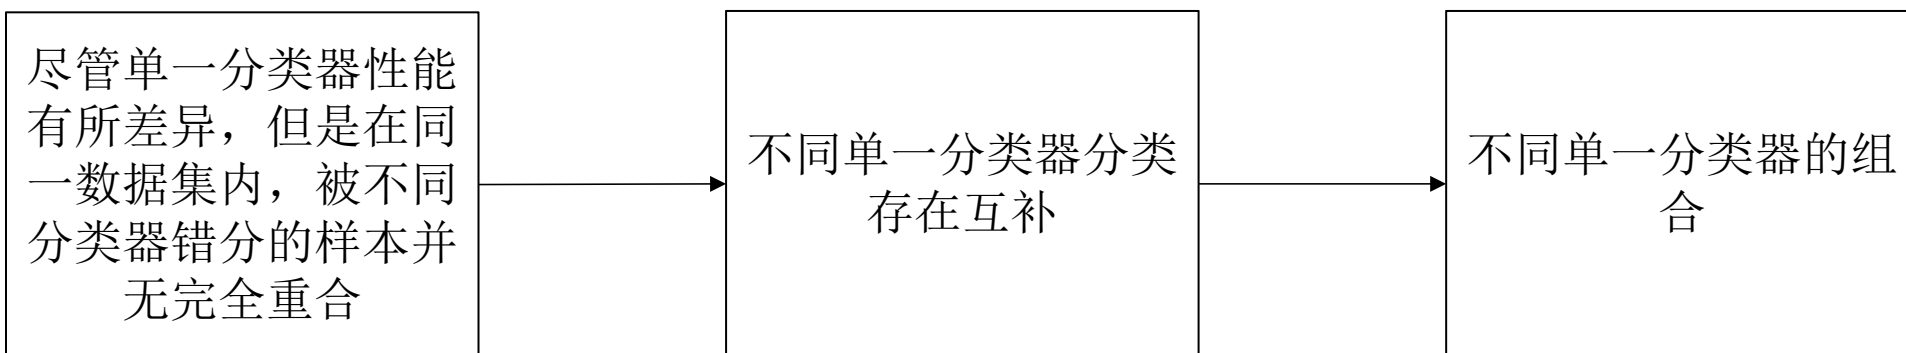 尽管单一分类器性能
有所差异，但是在同
一数据集内，被不同
分类器错分的样本并
无完全重合
不同单一分类器分类
存在互补
不同单一分类器的组
合